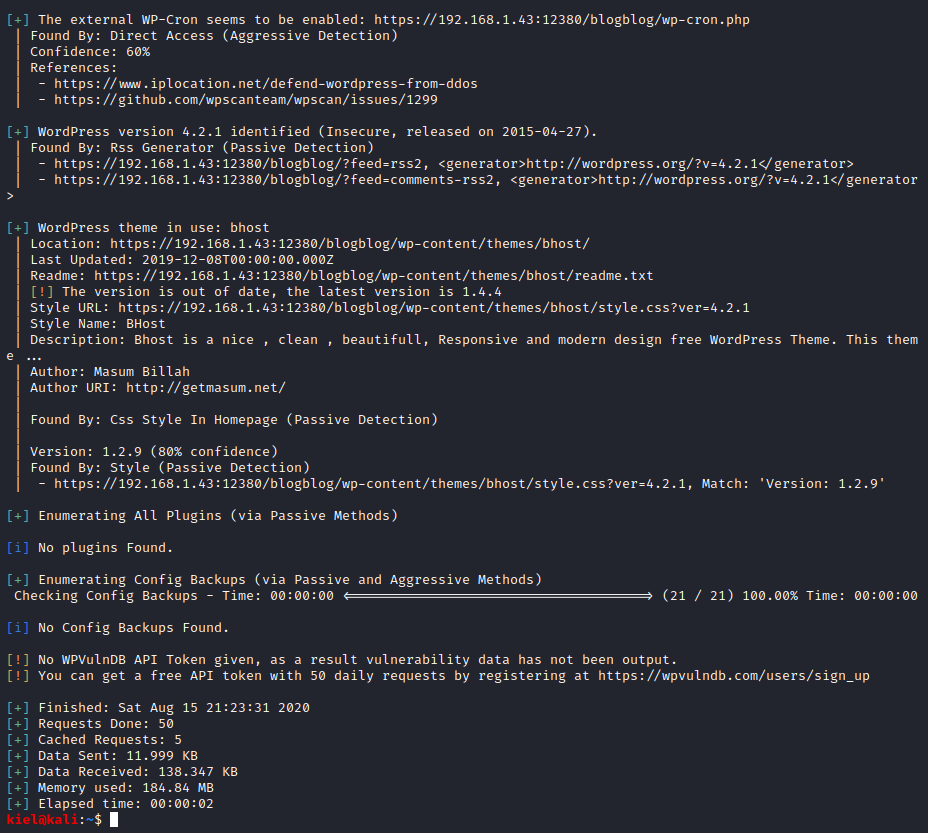 [+] The external WP-Cron seems to be enabled: https://192.168.1.43:12380/blogblog/wp-cron.php
| Found By: Direct Access (Aggressive Detection)
| Confidence: 60%
| References:
|  - https://www.iplocation.net/defend-wordpress-from-ddos
|  - https://github.com/wpscanteam/wpscan/issues/1299
[+] WordPress version 4.2.1 identified (Insecure, released on 2015-04-27).
| Found By: Rss Generator (Passive Detection)
|  - https://192.168.1.43:12380/blogblog/?feed=rss2, <generator>http://wordpress.org/?v=4.2.1</generator>
|  - https://192.168.1.43:12380/blogblog/?feed=comments-rss2, <generator>http://wordpress.org/?v=4.2.1</generator
>
[+] WordPress theme in use: bhost
| Location: https://192.168.1.43:12380/blogblog/wp-content/themes/bhost/
| Last Updated: 2019-12-08T00:00:00.000Z
| Readme: https://192.168.1.43:12380/blogblog/wp-content/themes/bhost/readme.txt
| [!] The version is out of date, the latest version is 1.4.4
| Style URL: https://192.168.1.43:12380/blogblog/wp-content/themes/bhost/style.css?ver=4.2.1
| Style Name: BHost
| Description: Bhost is a nice , clean , beautifull, Responsive and modern design free WordPress Theme. This them
e ...
| Author: Masum Billah
| Author URI: http://getmasum.net/
|
| Found By: Css Style In Homepage (Passive Detection)
|
| Version: 1.2.9 (80% confidence)
| Found By: Style (Passive Detection)
|  - https://192.168.1.43:12380/blogblog/wp-content/themes/bhost/style.css?ver=4.2.1, Match: 'Version: 1.2.9'
[+] Enumerating All Plugins (via Passive Methods)
[i] No plugins Found.
[+] Enumerating Config Backups (via Passive and Aggressive Methods)
Checking Config Backups - Time: 00:00:00 <======================================> (21 / 21) 100.00% Time: 00:00:00
[i] No Config Backups Found.
[!] No WPVulnDB API Token given, as a result vulnerability data has not been output.
[!] You can get a free API token with 50 daily requests by registering at https://wpvulndb.com/users/sign_up
[+] Finished: Sat Aug 15 21:23:31 2020
[+] Requests Done: 50
[+] Cached Requests: 5
[+] Data Sent: 11.999 KB
[+] Data Received: 138.347 KB
[+] Memory used: 184.84 MB
[+] Elapsed time: 00:00:02
kiel@kali:~$